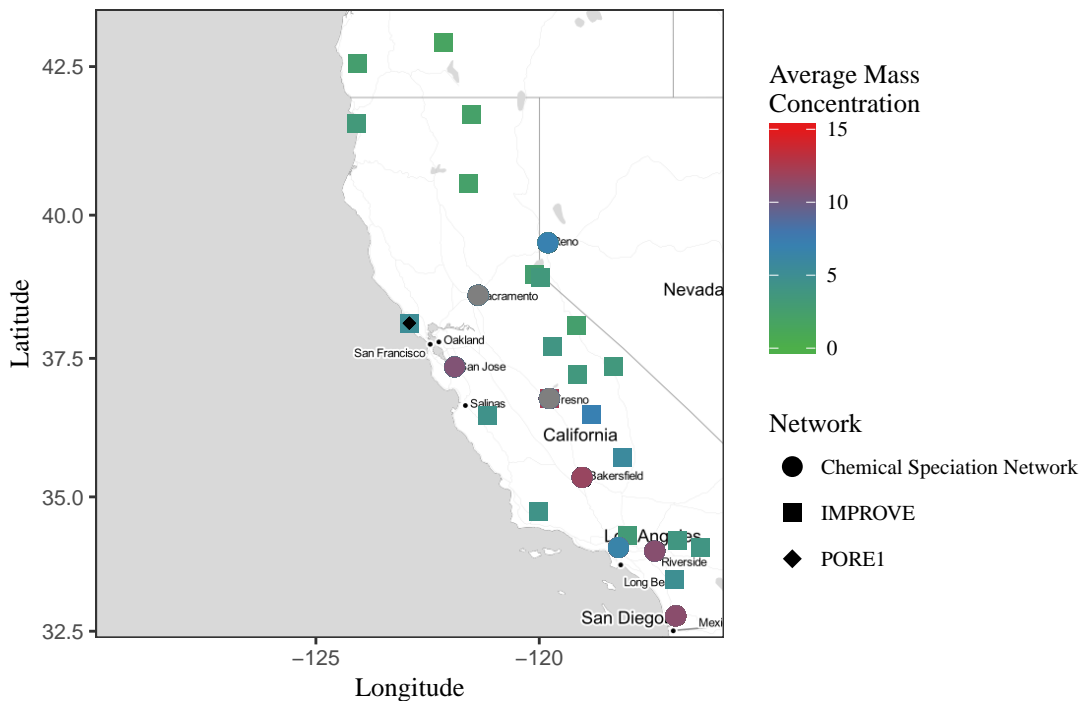 42.5
40.0
37.5
35.0
32.5
−125
−120
Latitude
Longitude
Reno
Nevada
Sacramento
Oakland
San Francisco
San Jose
Salinas
Fresno
California
Bakersfield
Los Angeles
Riverside
Long Be
San Diego
Mexi
Average Mass
Concentration
15
10
5
0
Network
Chemical Speciation Network
IMPROVE
PORE1